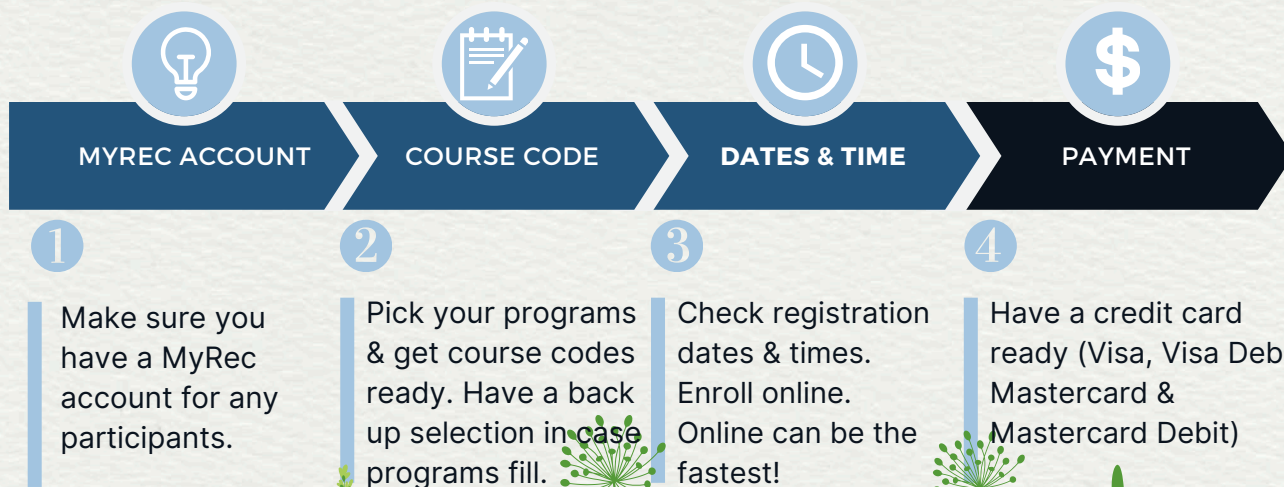 MYREC ACCOUNT
COURSE CODE
DATES & TIME
PAYMENT
1
Make sure you
have a MyRec
account for any
participants.
2
Pick your programs
& get course codes
ready. Have a back
up selection in case
programs fill.
3
Check registration
dates & times.
Enroll online.
Online can be the
fastest!
4
Have a credit card
ready (Visa, Visa Deb
Mastercard &
Mastercard Debit)